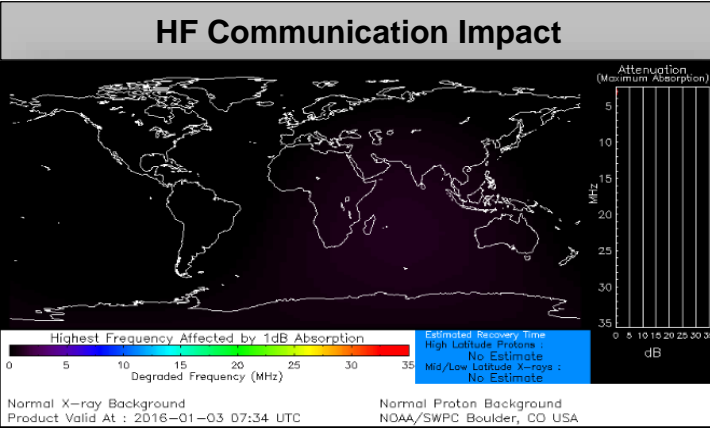 HF Communication Impact
Attenuation
(Maximum Absorption)
5
10
15
20
25
30
35
MHz
0 5 10 15 20 25 30 35
dB
Highest Frequency Affected by 1dB Absorption
0 5 10 15 20 25 30 35
Degraded Frequency (MHz)
Estimated Recovery Time
High Latitude Protons :
No Estimate
Mid/Low Latitude X-rays :
No Estimate
Normal X-ray Background
Normal Proton Background
Product Valid At : 2016-01-03 07:34 UTC
NOAA/SWPC Boulder, CO USA